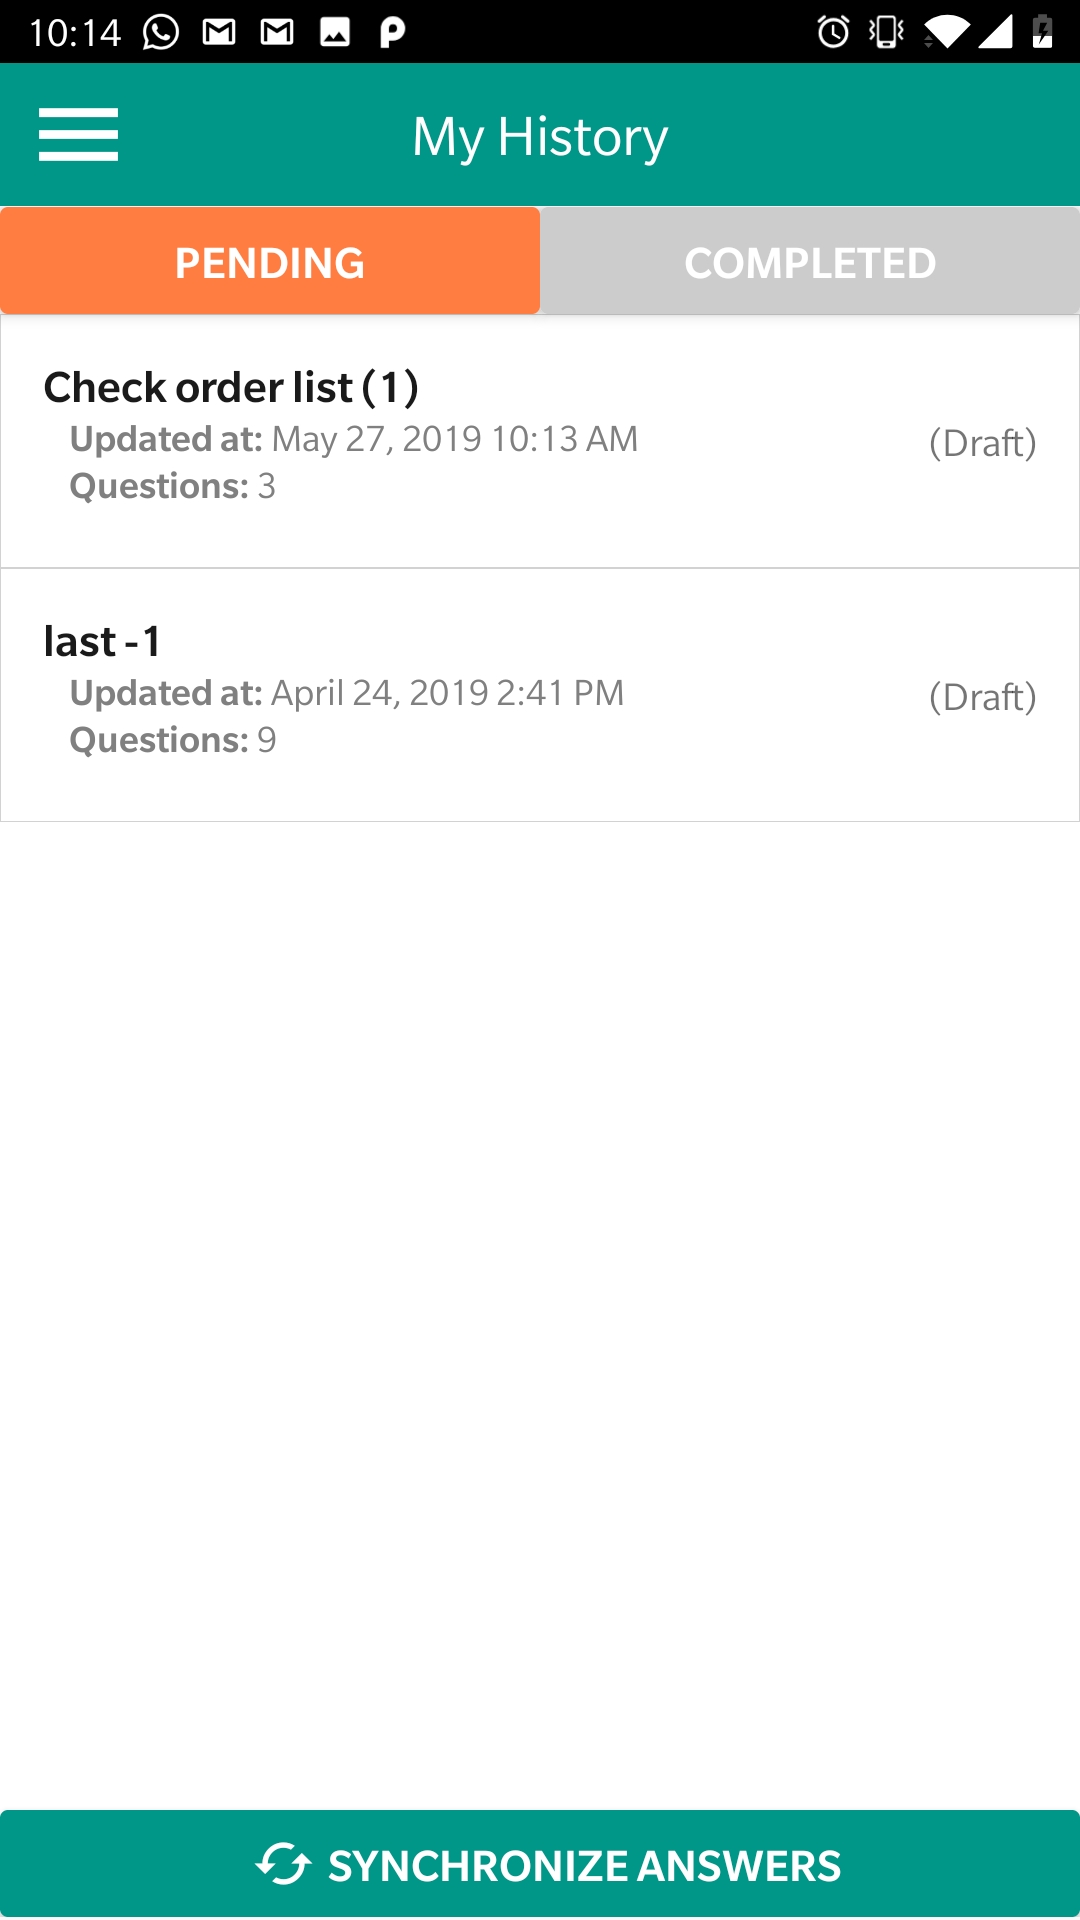 10:14
My History
PENDING
COMPLETED
Check order list (1)
Updated at: May 27, 2019 10:13 AM
(Draft)
Questions: 3
last -1
Updated at: April 24, 2019 2:41 PM
(Draft)
Questions: 9
SYNCHRONIZE ANSWERS